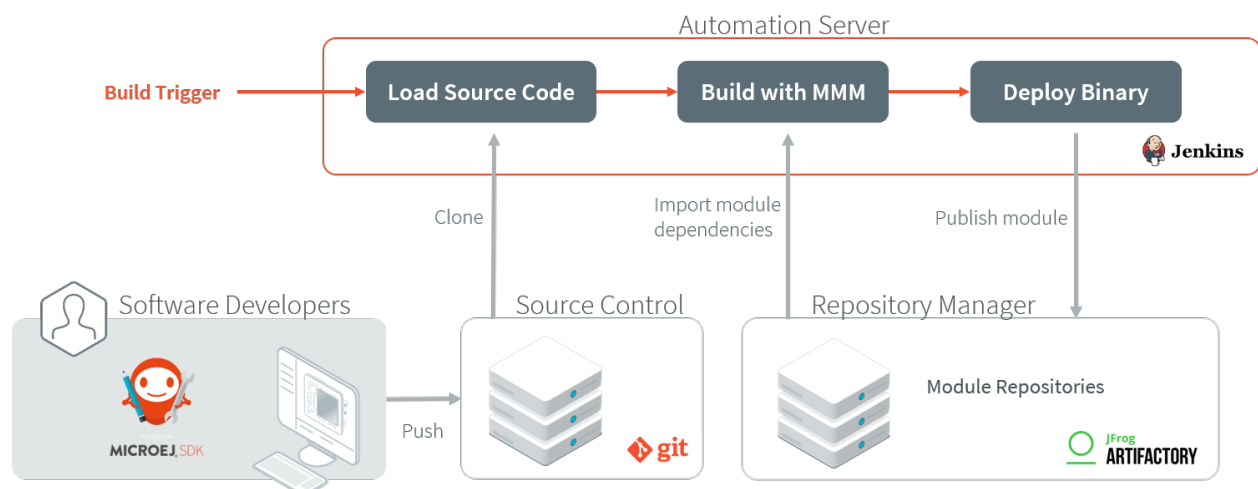 Automation Server
Build Trigger
Load Source Code
Build with MMM
Deploy Binary
Jenkins
Clone
Import module
dependencies
Publish module
Software Developers
Source Control
Repository Manager
MICROEJ. SDK
Push
git
Module Repositories
JFrog
ARTIFACTORY